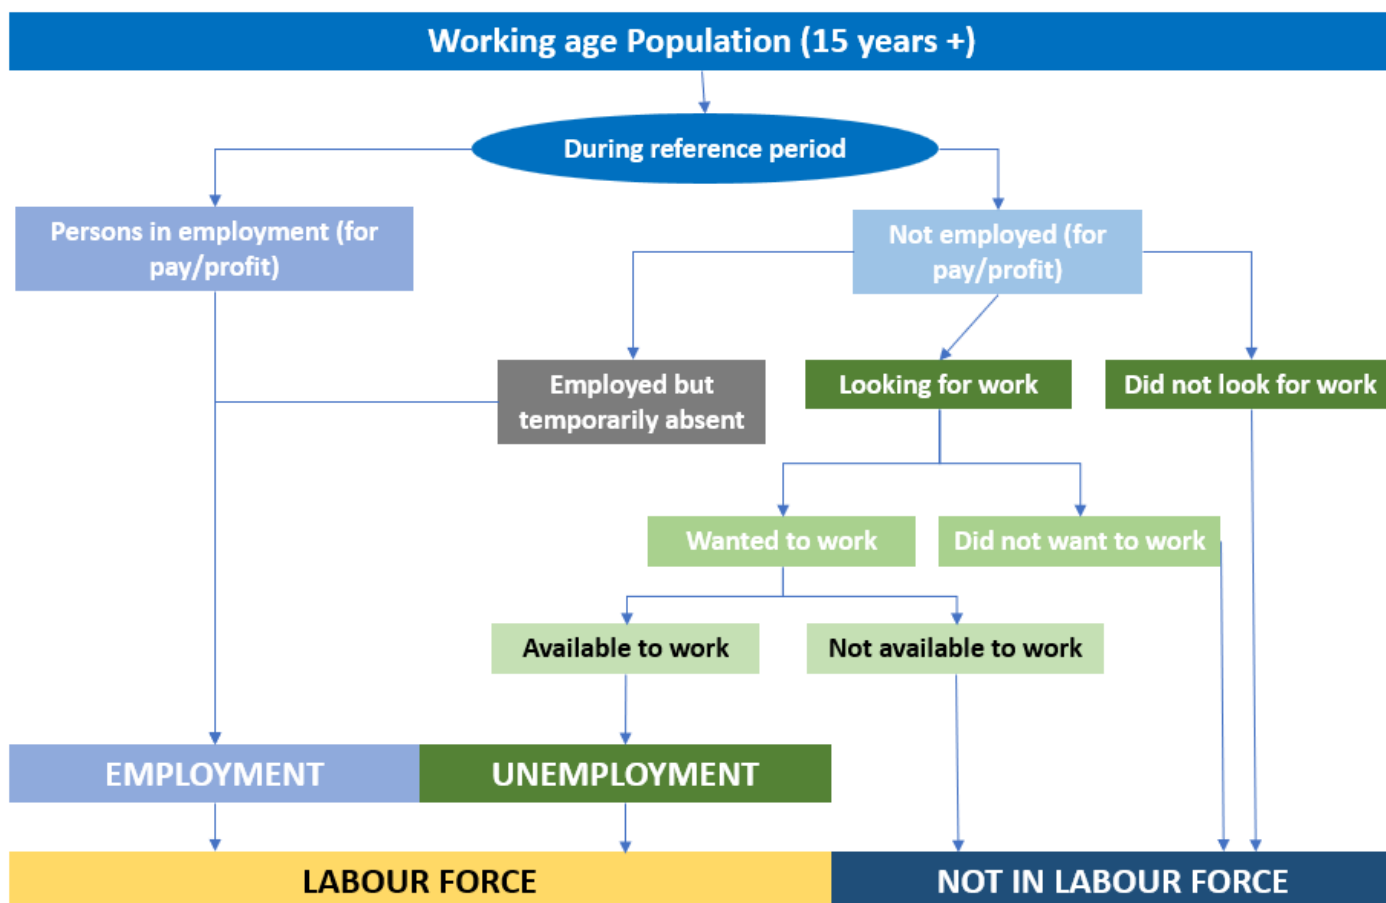 Working age Population (15 years +)
During reference period
Persons in employment (for
pay/profit)
Not employed (for
pay/profit)
Employed but
temporarily absent
Looking for work
Did not look for work
Wanted to work
Did not want to work
Available to work
Not available to work
EMPLOYMENT
UNEMPLOYMENT
LABOUR FORCE
NOT IN LABOUR FORCE